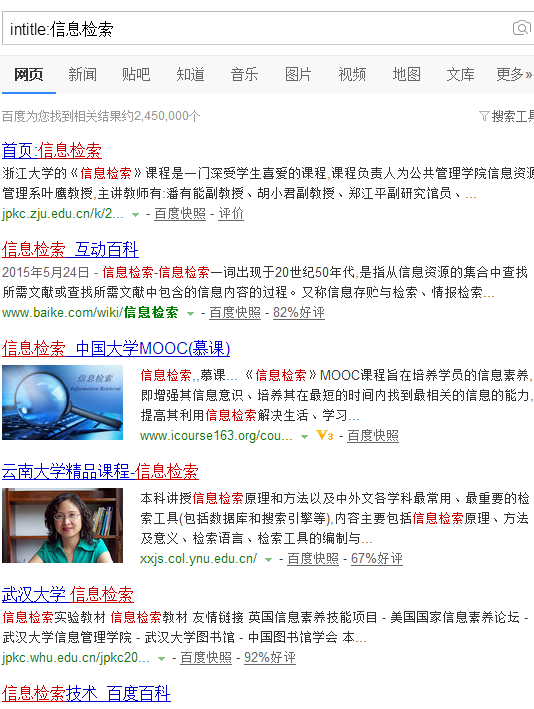 intitle:信息检索
网页 新闻 贴吧 知道 音乐 图片 视频 地图 文库 更多»
百度为您找到相关结果约2,450,000个 搜索工具
首页:信息检索
浙江大学的《信息检索》课程是一门深受学生喜爱的课程,课程负责人为公共管理学院信息资源
管理系叶鹰教授,主讲教师有:潘有能副教授、胡小君副教授、郑江平副研究馆员、...
jpkc.zju.edu.cn/k/2... - 百度快照 - 评价
信息检索_互动百科
2015年5月24日 - 信息检索-信息检索一词出现于20世纪50年代,是指从信息资源的集合中查找
所需文献或查找所需文献中包含的信息内容的过程。又称信息存贮与检索、情报检索...
www.baike.com/wiki/信息检索 - 百度快照 - 82%好评
信息检索_中国大学MOOC(慕课)
信息检索
Information Retrieval
信息检索,,慕课... 《信息检索》MOOC课程旨在培养学员的信息素养,
即增强其信息意识、培养其在最短的时间内找到最相关的信息的能力,
提高其利用信息检索解决生活、学习...
www.icourse163.org/cou... V3 - 百度快照
云南大学精品课程-信息检索
本科讲授信息检索原理和方法以及中外文各学科最常用、最重要的检
索工具(包括数据库和搜索引擎等),内容主要包括信息检索原理、方法
及意义、检索语言、检索工具的编制与...
xxjs.col.ynu.edu.cn/ - 百度快照 - 67%好评
武汉大学 信息检索
信息检索实验教材 信息检索教材 友情链接 英国信息素养技能项目 - 美国国家信息素养论坛 -
武汉大学信息管理学院 - 武汉大学图书馆 - 中国图书馆学会 本...
jpkc.whu.edu.cn/jpkc20... - 百度快照 - 92%好评
信息检索技术_百度百科